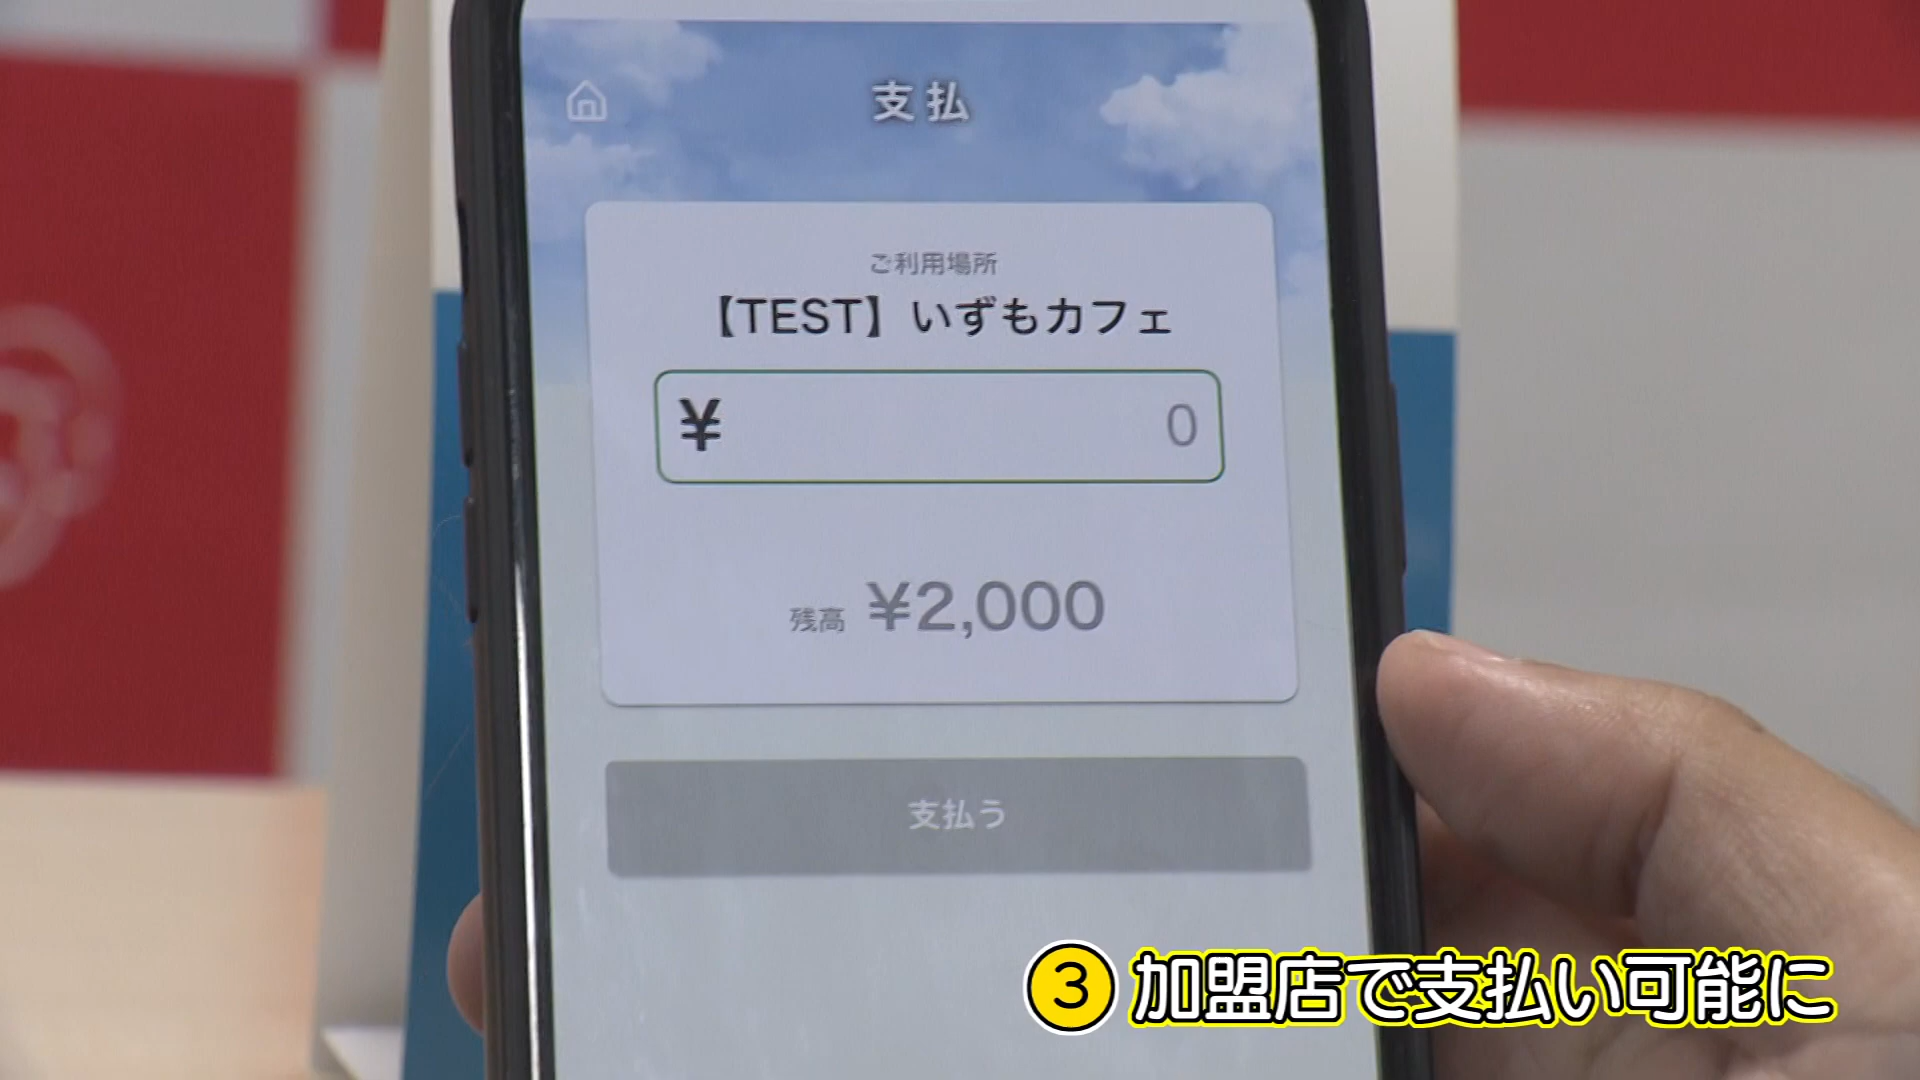 支払
ご利用場所
【TEST】いずもカフェ
¥ 0
残高 ¥2,000
支払う
③ 加盟店で支払い可能に